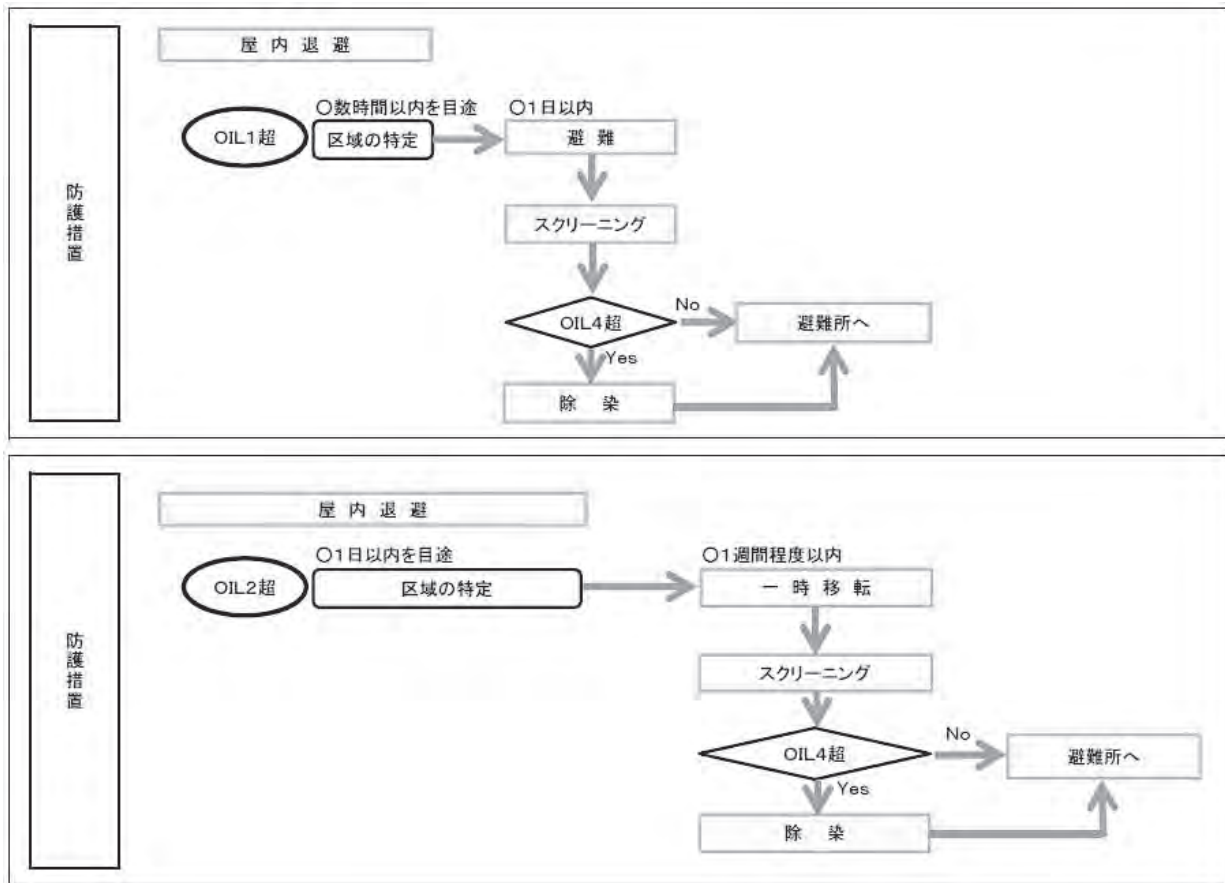 防護措置
屋内退避
○数時間以内を目途
○1日以内
OIL1超
区域の特定
避難
スクリーニング
OIL4超
No
避難所へ
Yes
除染
防護措置
屋内退避
○1日以内を目途
○1週間程度以内
OIL2超
区域の特定
一時移転
スクリーニング
OIL4超
No
避難所へ
Yes
除染